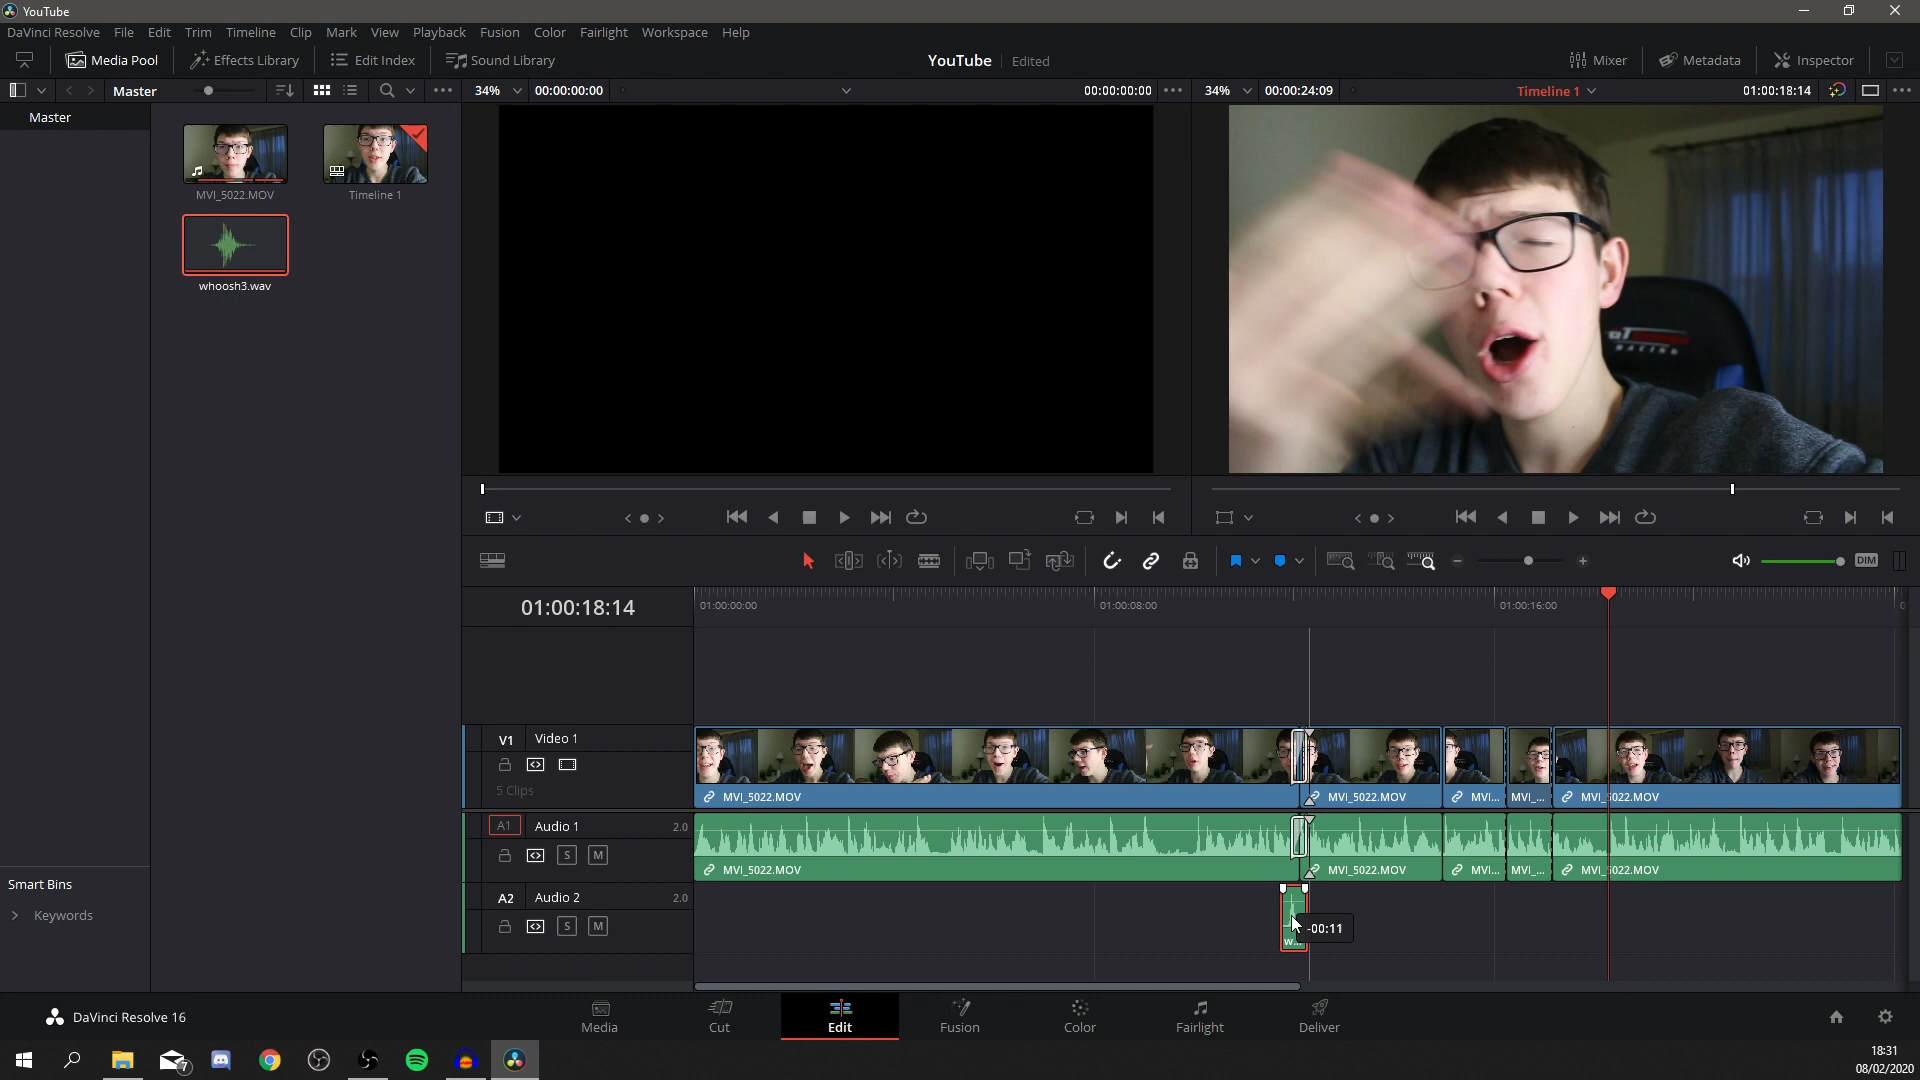 YouTube
DaVinci Resolve File Edit Trim Timeline Clip Mark View Playback Fusion Color Fairlight Workspace Help
Media Pool Effects Library Edit Index Sound Library YouTube Edited Mixer Metadata Inspector
Master 34% 00:00:00:00 00:00:00:00 34% 00:00:24:09 Timeline 1 01:00:18:14
Master
MVI_5022.MOV Timeline 1
whoosh3.wav
RACING
DIM
01:00:18:14 01:00:00:00 01:00:08:00 01:00:16:00
V1 Video 1
5 Clips
MVI_5022.MOV MVI_5022.MOV MVI... MVI_... MVI_5022.MOV
A1 Audio 1 2.0
S M
MVI_5022.MOV MVI_5022.MOV MVI... MVI_... MVI_5022.MOV
A2 Audio 2 2.0
S M
-00:11
w...
Smart Bins
Keywords
DaVinci Resolve 16
Media Cut Edit Fusion Color Fairlight Deliver
7
18:31
08/02/2020